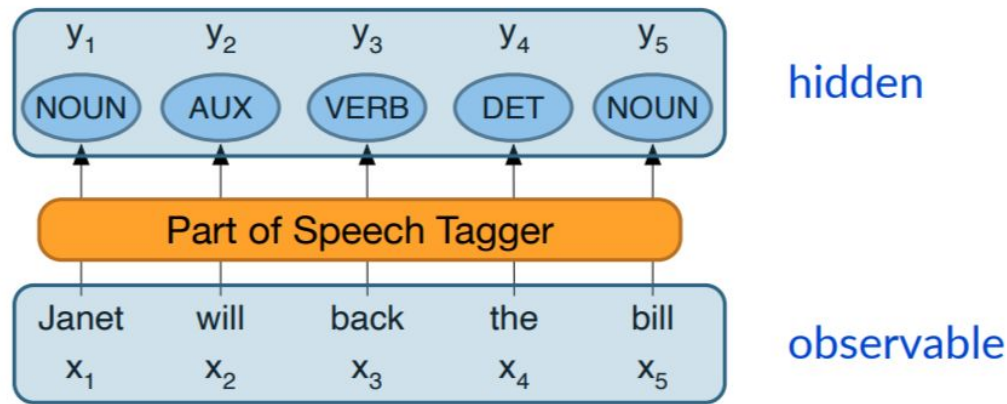 y₁ y₂ y₃ y₄ y₅
hidden
NOUN AUX VERB DET NOUN
Part of Speech Tagger
Janet will back the bill
observable
x₁ x₂ x₃ x₄ x₅